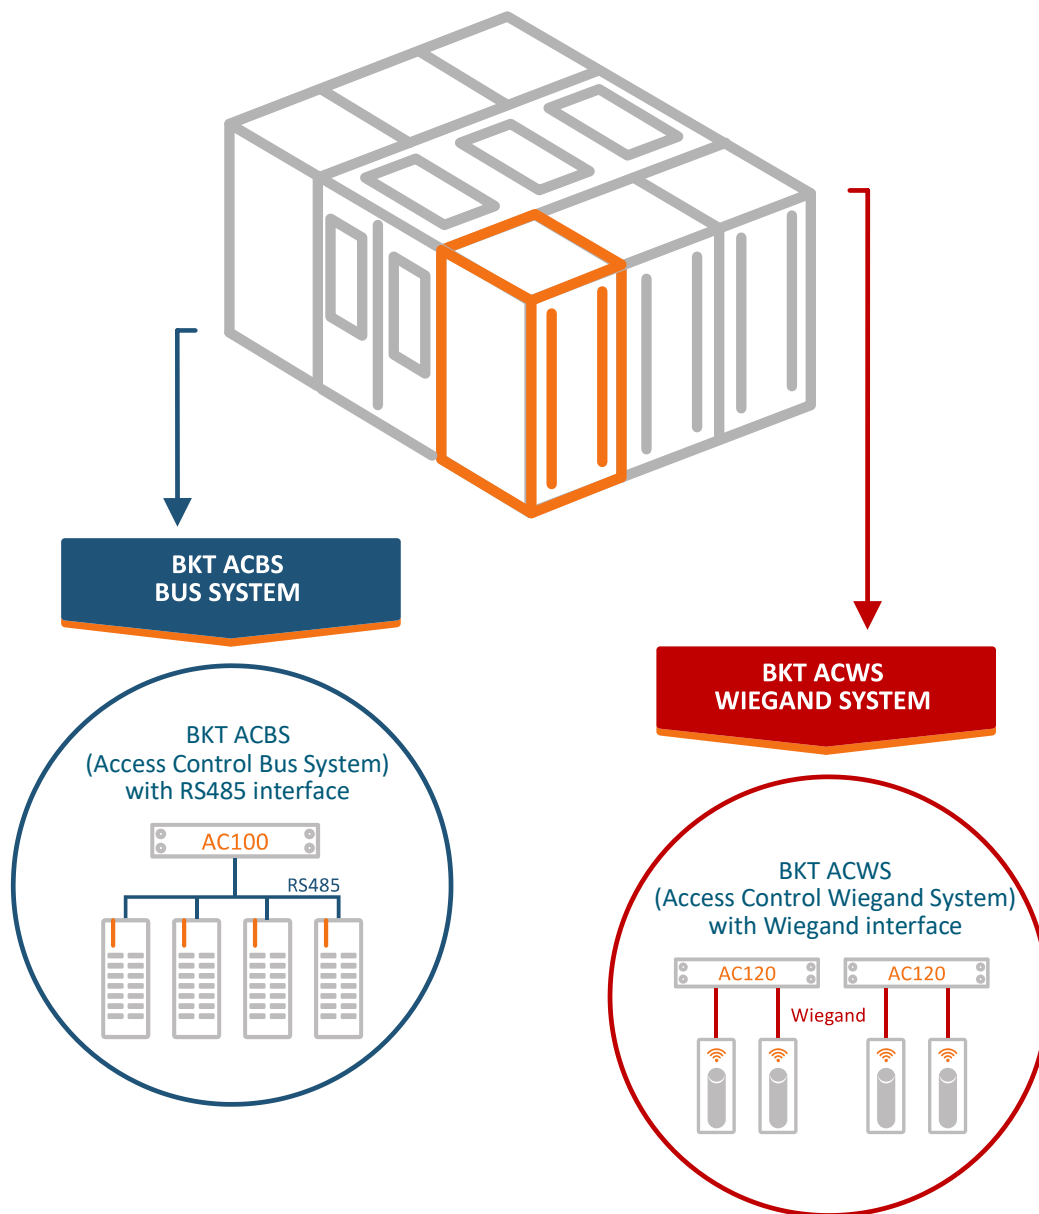 BKT ACBS
BUS SYSTEM
BKT ACBS
(Access Control Bus System)
with RS485 interface
AC100
RS485
BKT ACWS
WIEGAND SYSTEM
BKT ACWS
(Access Control Wiegand System)
with Wiegand interface
AC120
AC120
Wiegand